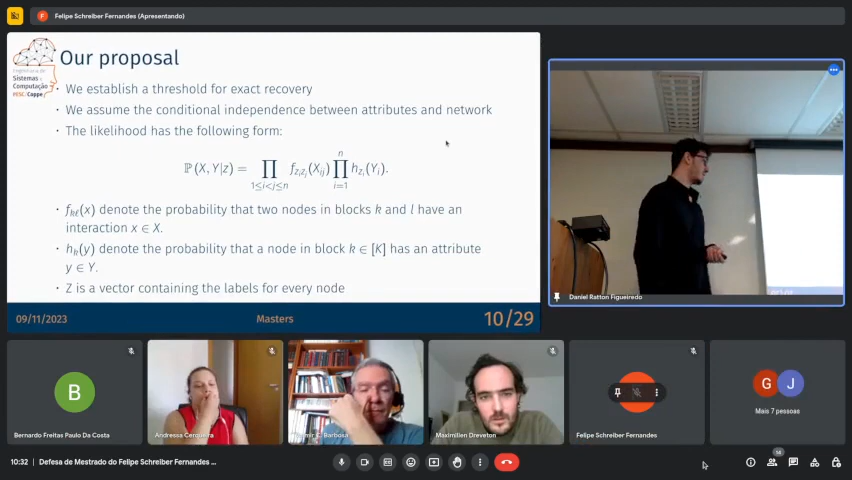 Felipe Schreiber Fernandes (Apresentando)
Our proposal
Sistemas e
Computação
PESC/Coppe
• We establish a threshold for exact recovery
• We assume the conditional independence between attributes and network
• The likelihood has the following form:
ℙ (X, Y|z) = ∏_{1≤i<j≤n} f_{z_i z_j}(X_{ij}) ∏_{i=1}^{n} h_{z_i}(Y_i).
• f_{kℓ}(x) denote the probability that two nodes in blocks k and l have an
interaction x ∈ X.
• h_k(y) denote the probability that a node in block k ∈ [K] has an attribute
y ∈ Y.
• Z is a vector containing the labels for every node
09/11/2023 Masters 10/29
Daniel Ratton Figueiredo
B
G J
Mais 7 pessoas
Bernardo Freitas Paulo Da Costa
Andressa Cerqueira
Barbosa
Maximilien Dreveton
Felipe Schreiber Fernandes
14
10:32 | Defesa de Mestrado do Felipe Schreiber Fernandes ...